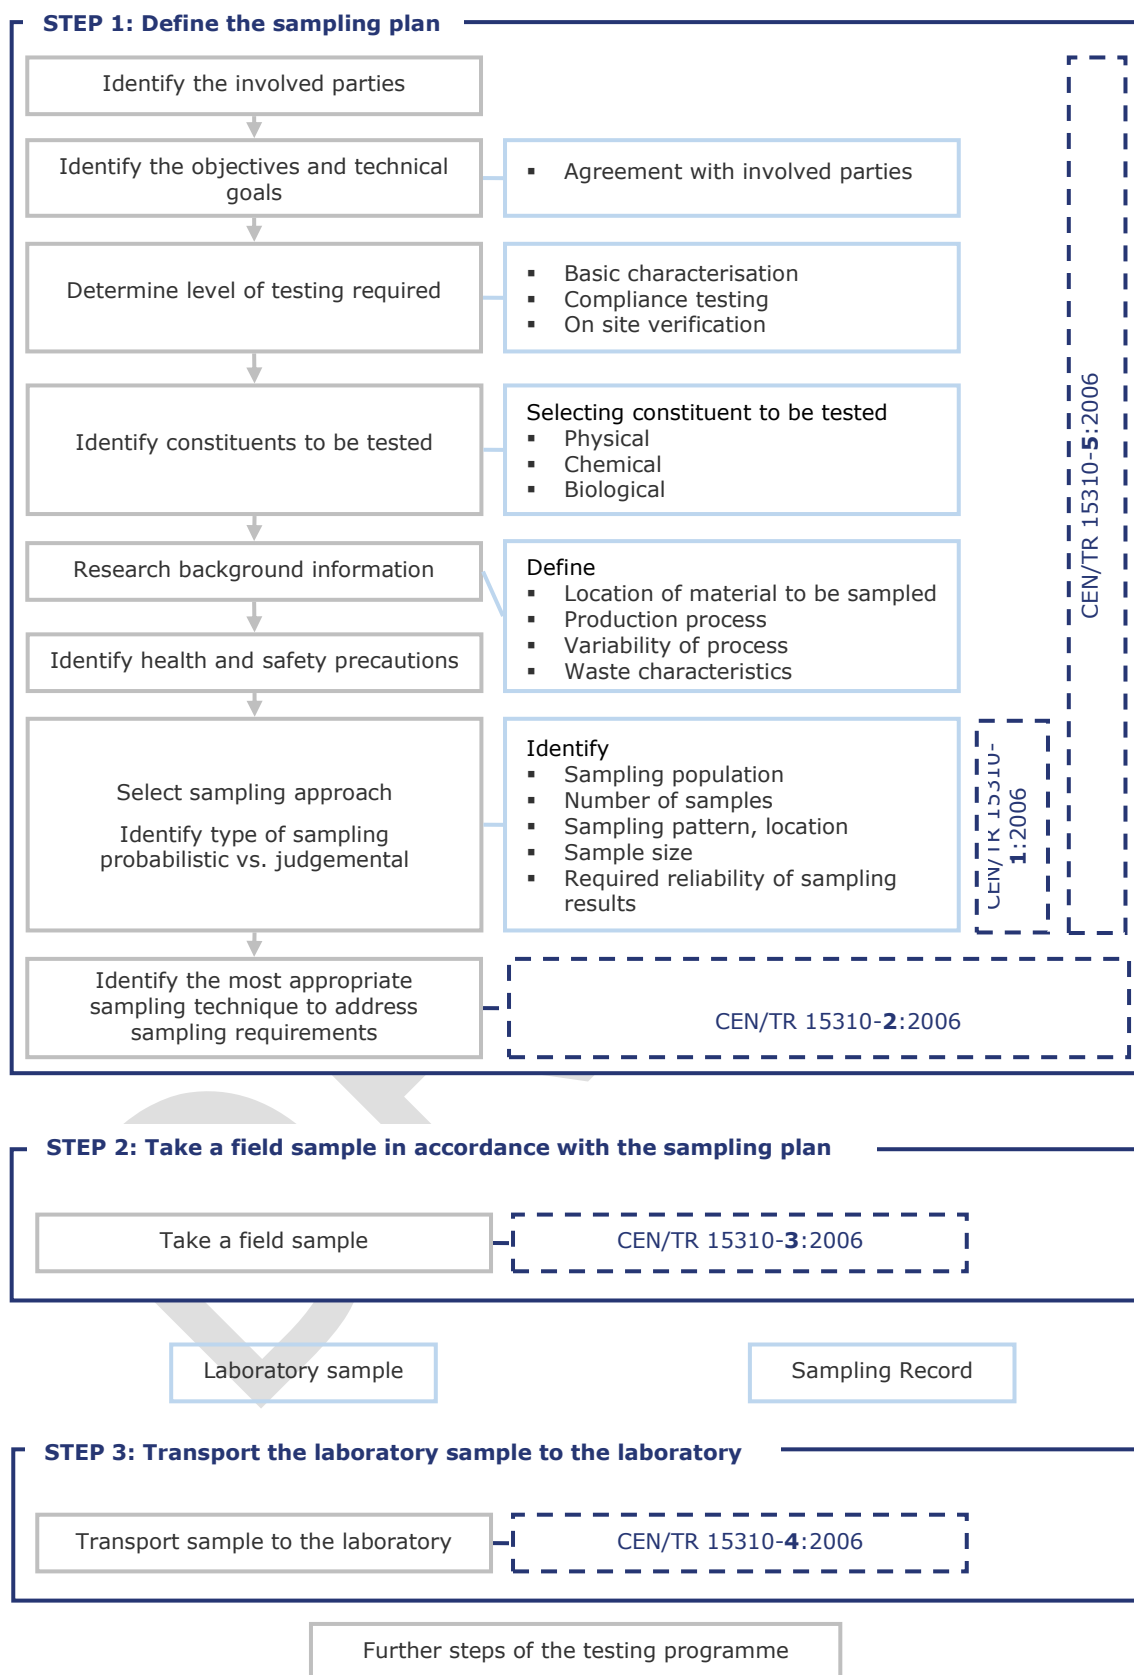 STEP 1: Define the sampling plan
Identify the involved parties
Identify the objectives and technical
goals
▪ Agreement with involved parties
Determine level of testing required
▪ Basic characterisation
▪ Compliance testing
▪ On site verification
Identify constituents to be tested
Selecting constituent to be tested
▪ Physical
▪ Chemical
▪ Biological
Research background information
Identify health and safety precautions
Define
▪ Location of material to be sampled
▪ Production process
▪ Variability of process
▪ Waste characteristics
Select sampling approach
Identify type of sampling
probabilistic vs. judgemental
Identify
▪ Sampling population
▪ Number of samples
▪ Sampling pattern, location
▪ Sample size
▪ Required reliability of sampling
results
CEN/TR 15310-
1:2006
CEN/TR 15310-5:2006
Identify the most appropriate
sampling technique to address
sampling requirements
CEN/TR 15310-2:2006
STEP 2: Take a field sample in accordance with the sampling plan
Take a field sample
CEN/TR 15310-3:2006
Laboratory sample
Sampling Record
STEP 3: Transport the laboratory sample to the laboratory
Transport sample to the laboratory
CEN/TR 15310-4:2006
Further steps of the testing programme